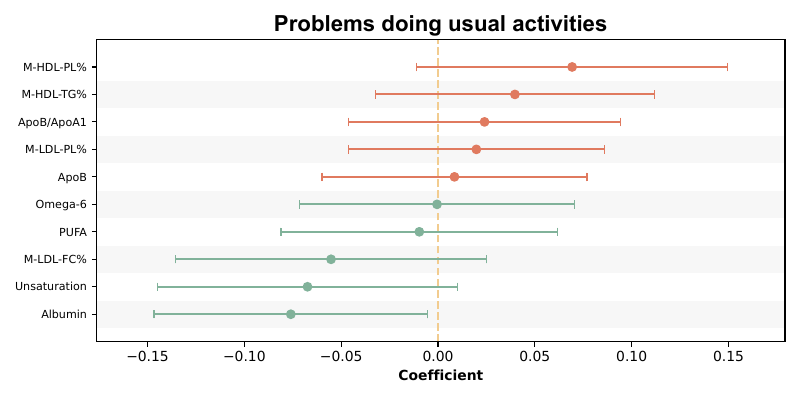 Problems doing usual activities
M-HDL-PL%
M-HDL-TG%
ApoB/ApoA1
M-LDL-PL%
ApoB
Omega-6
PUFA
M-LDL-FC%
Unsaturation
Albumin
−0.15 −0.10 −0.05 0.00 0.05 0.10 0.15
Coefficient